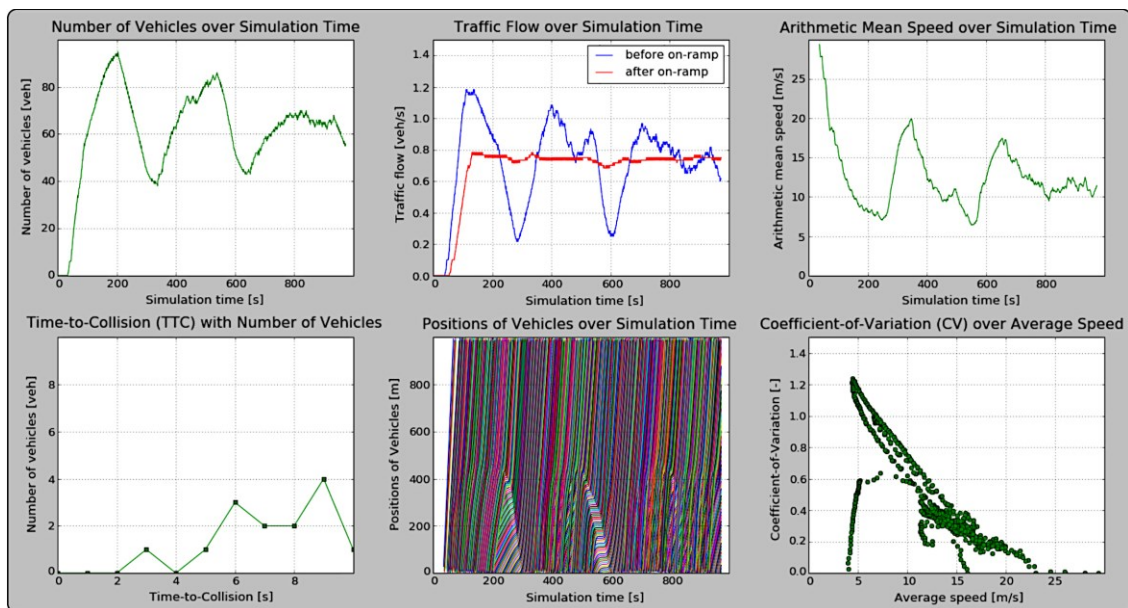 Number of Vehicles over Simulation Time
Number of vehicles [veh]
80
60
40
20
0
0 200 400 600 800
Simulation time [s]
Traffic Flow over Simulation Time
Traffic flow [veh/s]
before on-ramp
after on-ramp
1.4
1.2
1.0
0.8
0.6
0.4
0.2
0.0
0 200 400 600 800
Simulation time [s]
Arithmetic Mean Speed over Simulation Time
Arithmetic mean speed [m/s]
25
20
15
10
5
0
0 200 400 600 800
Simulation time [s]
Time-to-Collision (TTC) with Number of Vehicles
Number of vehicles [veh]
8
6
4
2
0
0 2 4 6 8
Time-to-Collision [s]
Positions of Vehicles over Simulation Time
Positions of Vehicles [m]
800
600
400
200
0
0 200 400 600 800
Simulation time [s]
Coefficient-of-Variation (CV) over Average Speed
Coefficient-of-Variation [-]
1.4
1.2
1.0
0.8
0.6
0.4
0.2
0.0
0 5 10 15 20 25
Average speed [m/s]